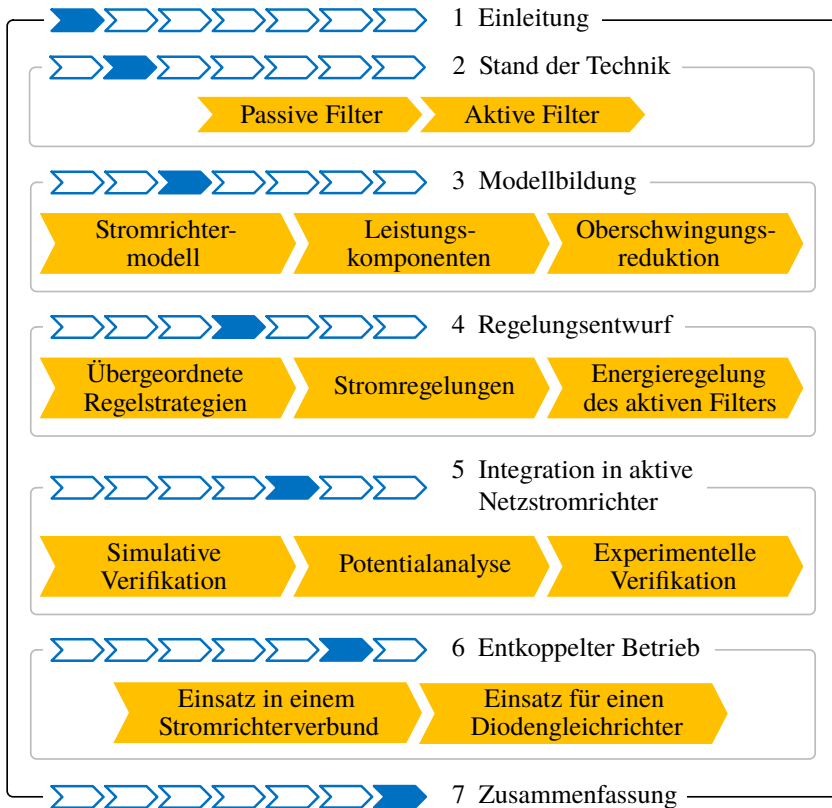 1 Einleitung
2 Stand der Technik
Passive Filter
Aktive Filter
3 Modellbildung
Stromrichter-
modell
Leistungs-
komponenten
Oberschwingungs-
reduktion
4 Regelungsentwurf
Übergeordnete
Regelstrategien
Stromregelungen
Energieregelung
des aktiven Filters
5 Integration in aktive
Netzstromrichter
Simulative
Verifikation
Potentialanalyse
Experimentelle
Verifikation
6 Entkoppelter Betrieb
Einsatz in einem
Stromrichterverbund
Einsatz für einen
Diodengleichrichter
7 Zusammenfassung